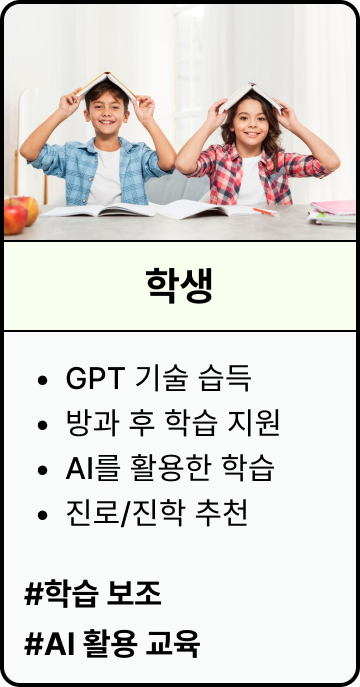 학생
• GPT 기술 습득
• 방과 후 학습 지원
• AI를 활용한 학습
• 진로/진학 추천
#학습 보조
#AI 활용 교육